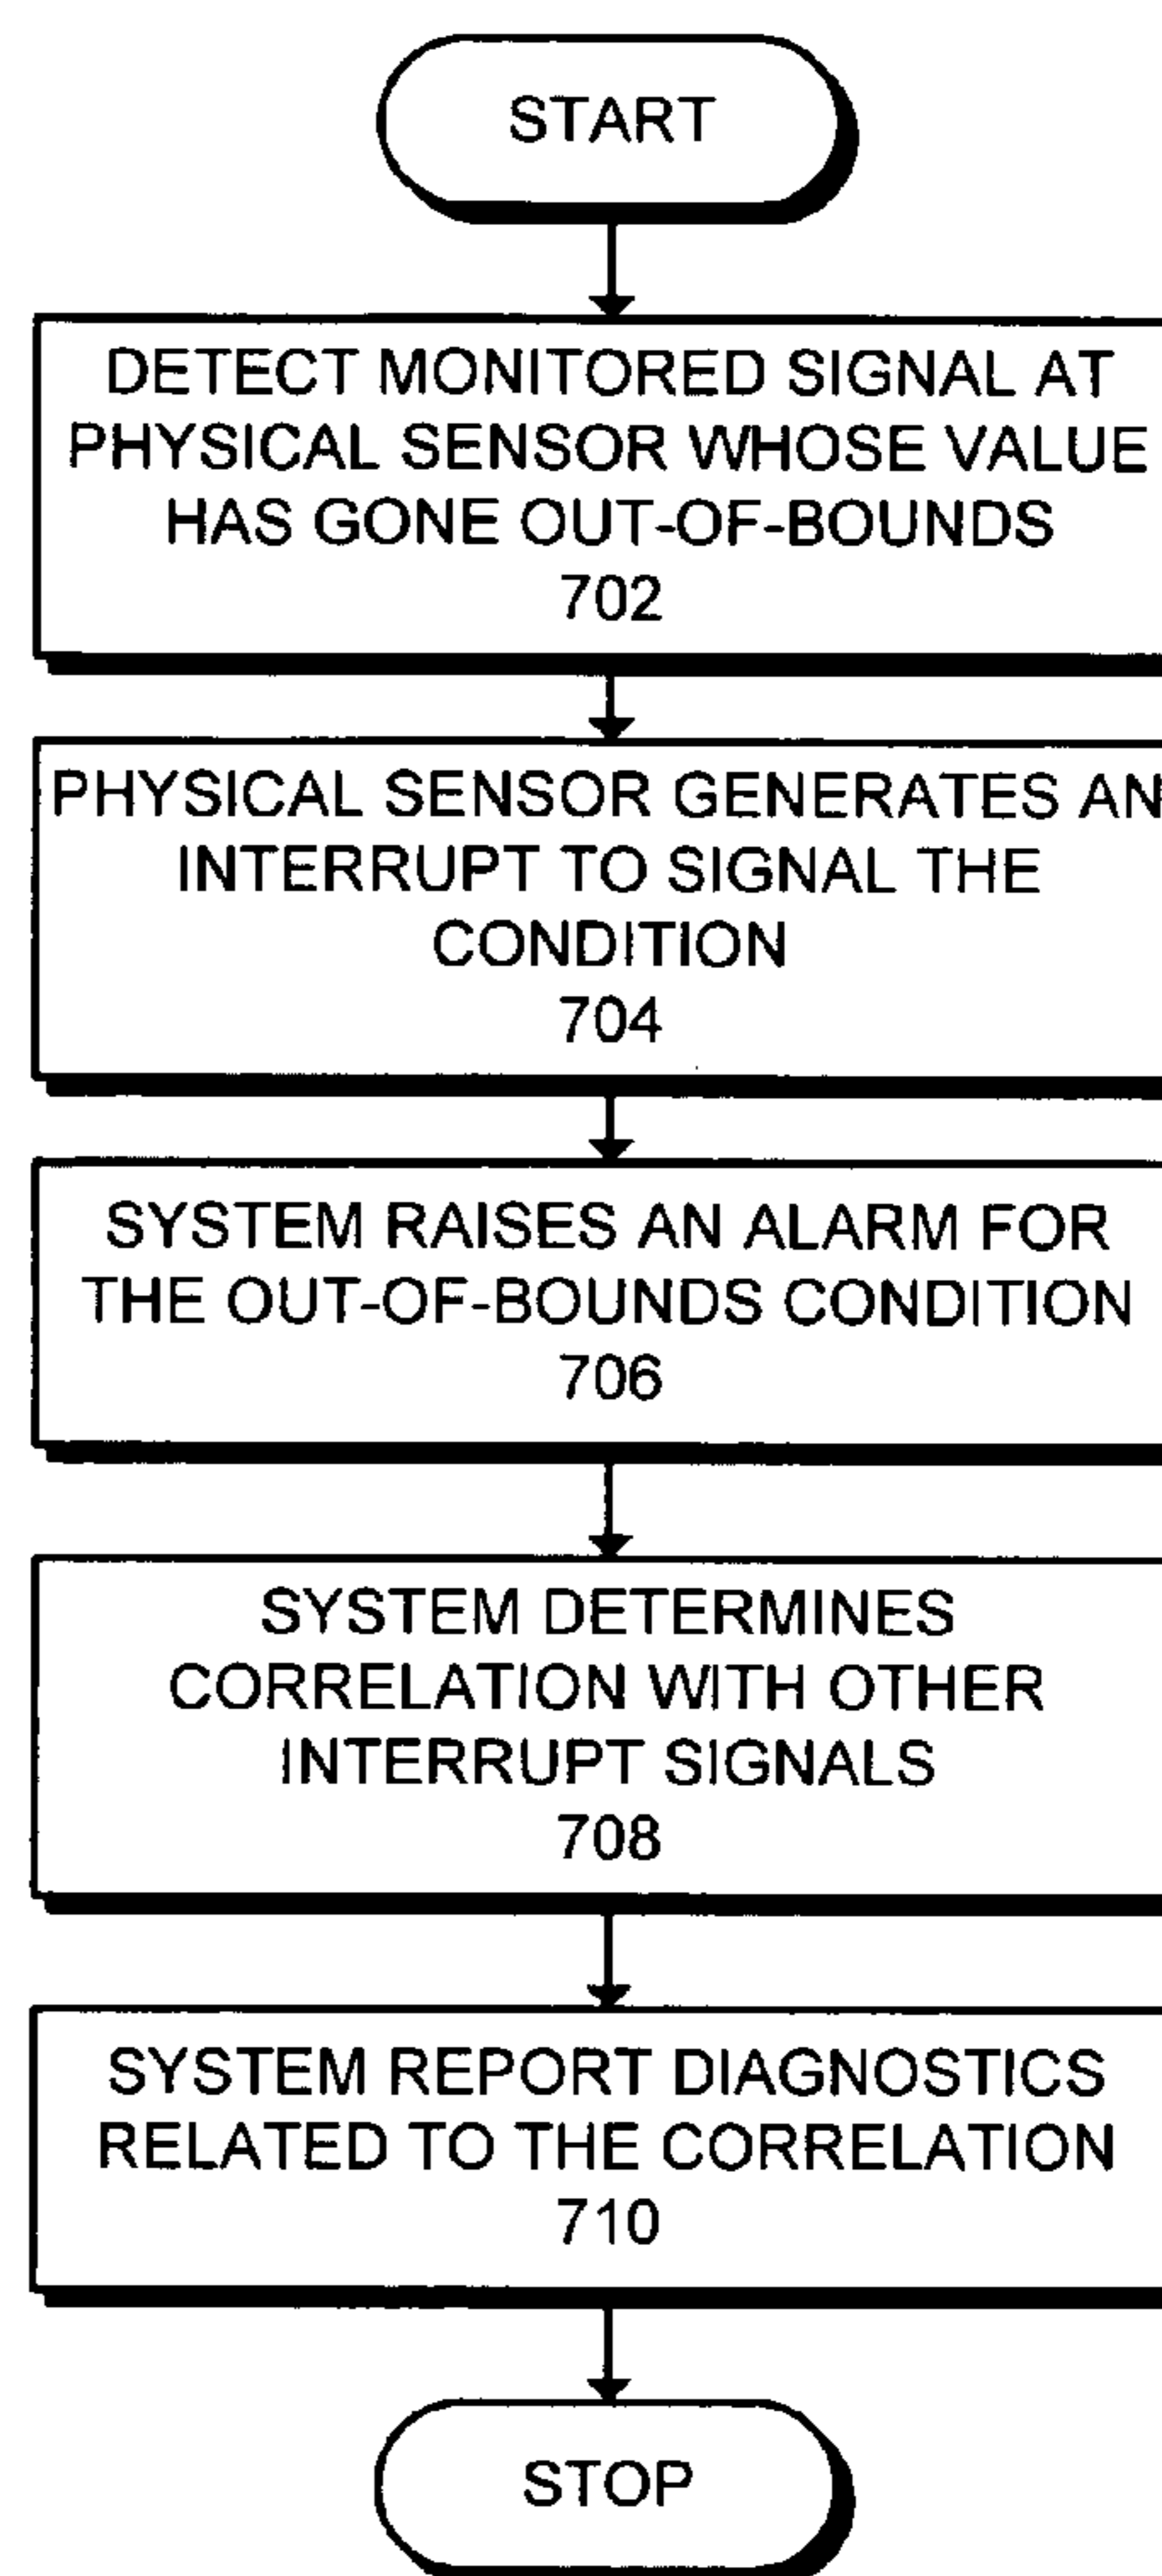 START
DETECT MONITORED SIGNAL AT
PHYSICAL SENSOR WHOSE VALUE
HAS GONE OUT-OF-BOUNDS
702
PHYSICAL SENSOR GENERATES AN
INTERRUPT TO SIGNAL THE
CONDITION
704
SYSTEM RAISES AN ALARM FOR
THE OUT-OF-BOUNDS CONDITION
706
SYSTEM DETERMINES
CORRELATION WITH OTHER
INTERRUPT SIGNALS
708
SYSTEM REPORT DIAGNOSTICS
RELATED TO THE CORRELATION
710
STOP